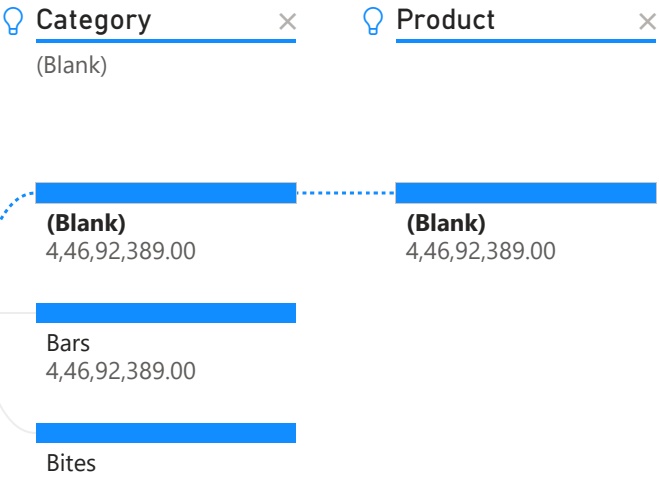 Category
Product
(Blank)
(Blank)
4,46,92,389.00
(Blank)
4,46,92,389.00
Bars
4,46,92,389.00
Bites